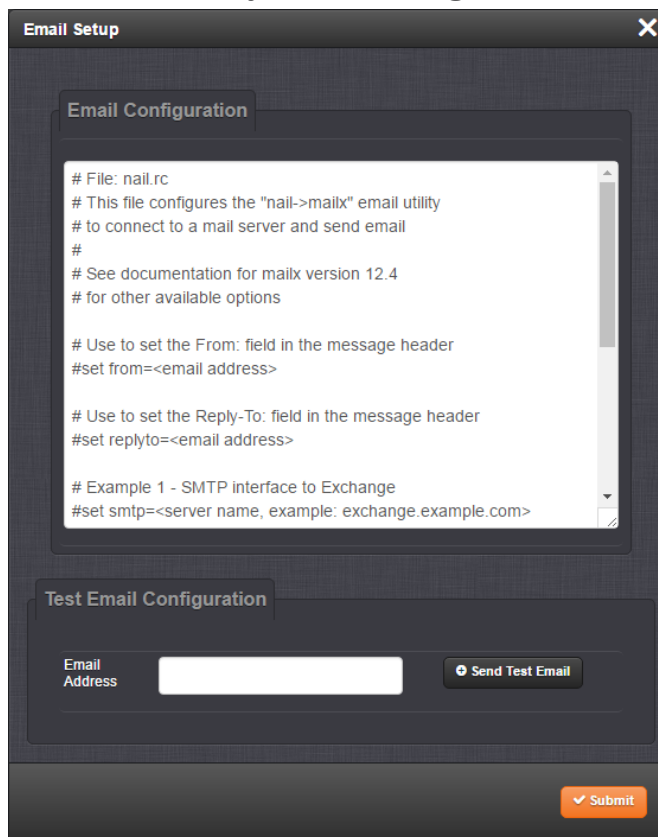 Email Setup
Email Configuration
# File: nail.rc
# This file configures the "nail->mailx" email utility
# to connect to a mail server and send email
#
# See documentation for mailx version 12.4
# for other available options
# Use to set the From: field in the message header
#set from=<email address>
# Use to set the Reply-To: field in the message header
#set replyto=<email address>
# Example 1 - SMTP interface to Exchange
#set smtp=<server name, example: exchange.example.com>
Test Email Configuration
Email
Address
Send Test Email
Submit